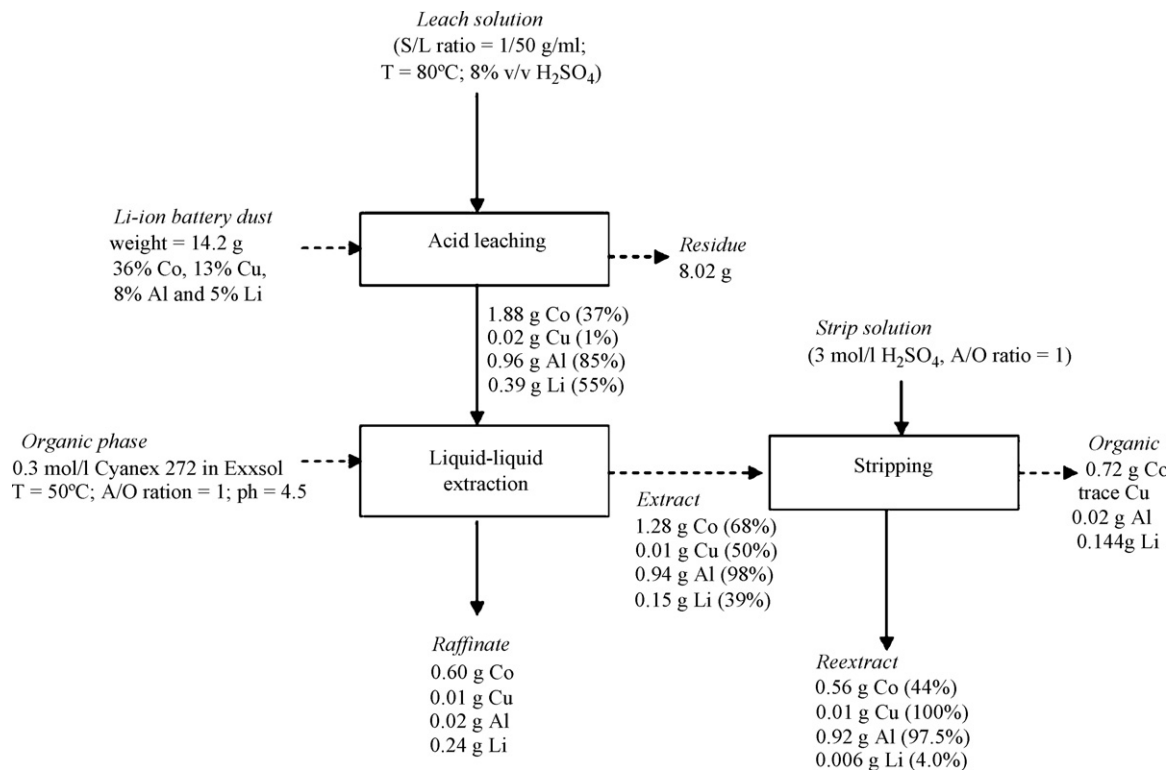 Leach solution
(S/L ratio = 1/50 g/ml;
T = 80ºC; 8% v/v H₂SO₄)
Li-ion battery dust
weight = 14.2 g
36% Co, 13% Cu,
8% Al and 5% Li
Acid leaching
Residue
8.02 g
1.88 g Co (37%)
0.02 g Cu (1%)
0.96 g Al (85%)
0.39 g Li (55%)
Strip solution
(3 mol/l H₂SO₄, A/O ratio = 1)
Organic phase
0.3 mol/l Cyanex 272 in Exxsol
T = 50ºC; A/O ration = 1; ph = 4.5
Liquid-liquid
extraction
Extract
1.28 g Co (68%)
0.01 g Cu (50%)
0.94 g Al (98%)
0.15 g Li (39%)
Stripping
Organic
0.72 g Co
trace Cu
0.02 g Al
0.144g Li
Raffinate
0.60 g Co
0.01 g Cu
0.02 g Al
0.24 g Li
Reextract
0.56 g Co (44%)
0.01 g Cu (100%)
0.92 g Al (97.5%)
0.006 g Li (4.0%)